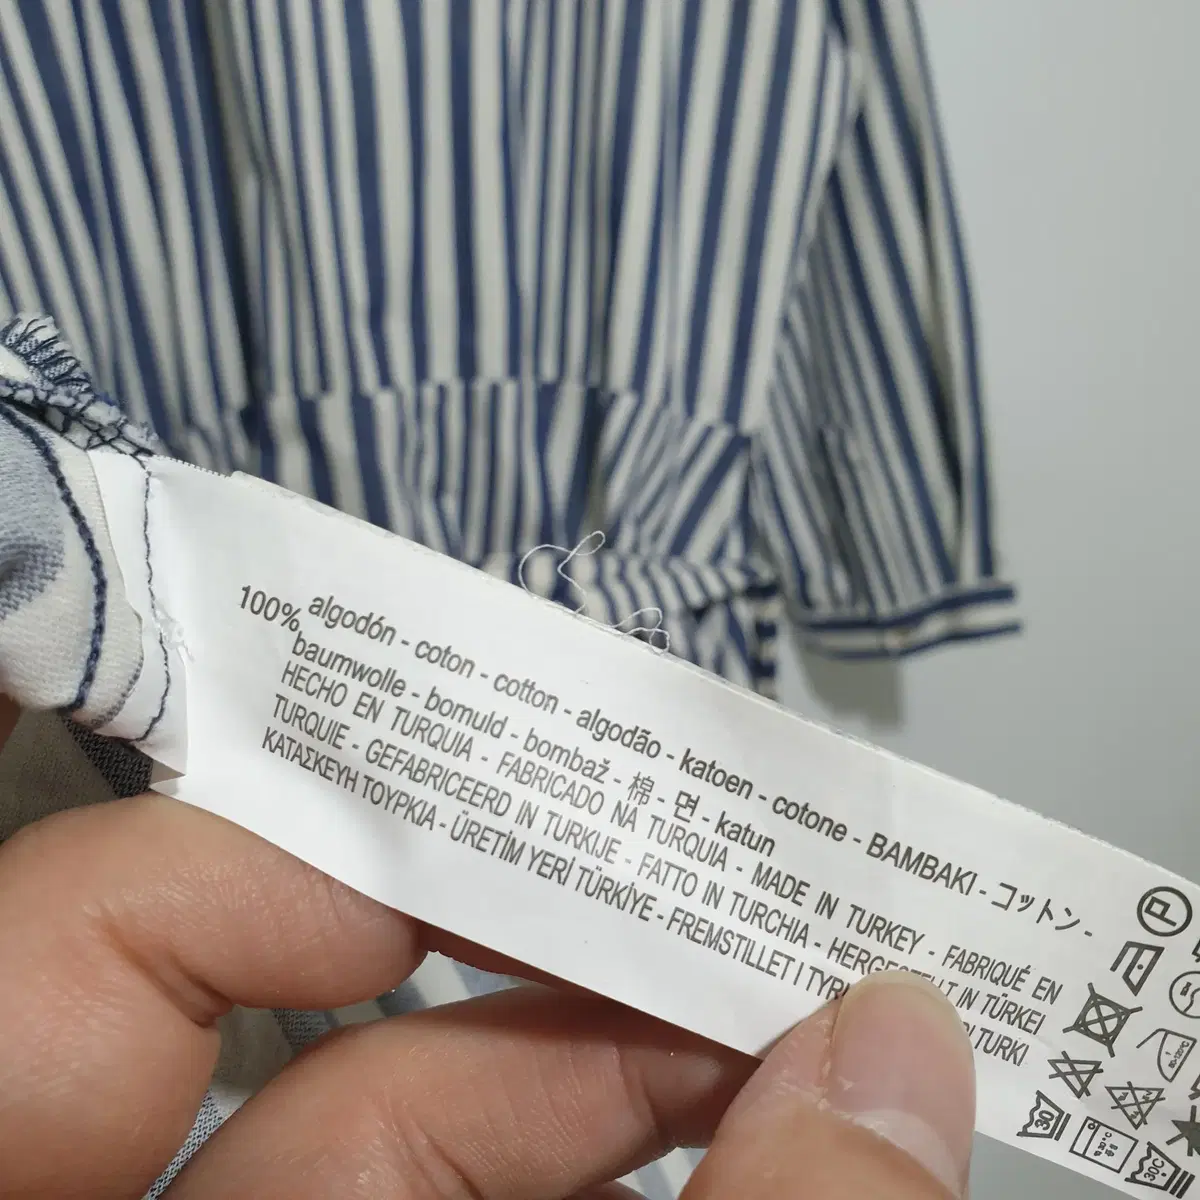 100% algodón - coton - cotton - algodão - katoen - cotone - BAMBAKI - コットン -
baumwolle - bomuld - bombaž - 棉 - 면 - katun
HECHO EN TURQUIA - FABRICADO NA TURQUIA - MADE IN TURKEY - FABRIQUÉ EN
TURQUIE - GEFABRICEERD IN TURKIJE - FATTO IN TURCHIA - HERGESTELLT IN TÜRKEI
ΚΑΤΑΣΚΕΥΗ ΤΟΥΡΚΙΑ - ÜRETİM YERİ TÜRKİYE - FREMSTILLET I TURKI
P
30
30C